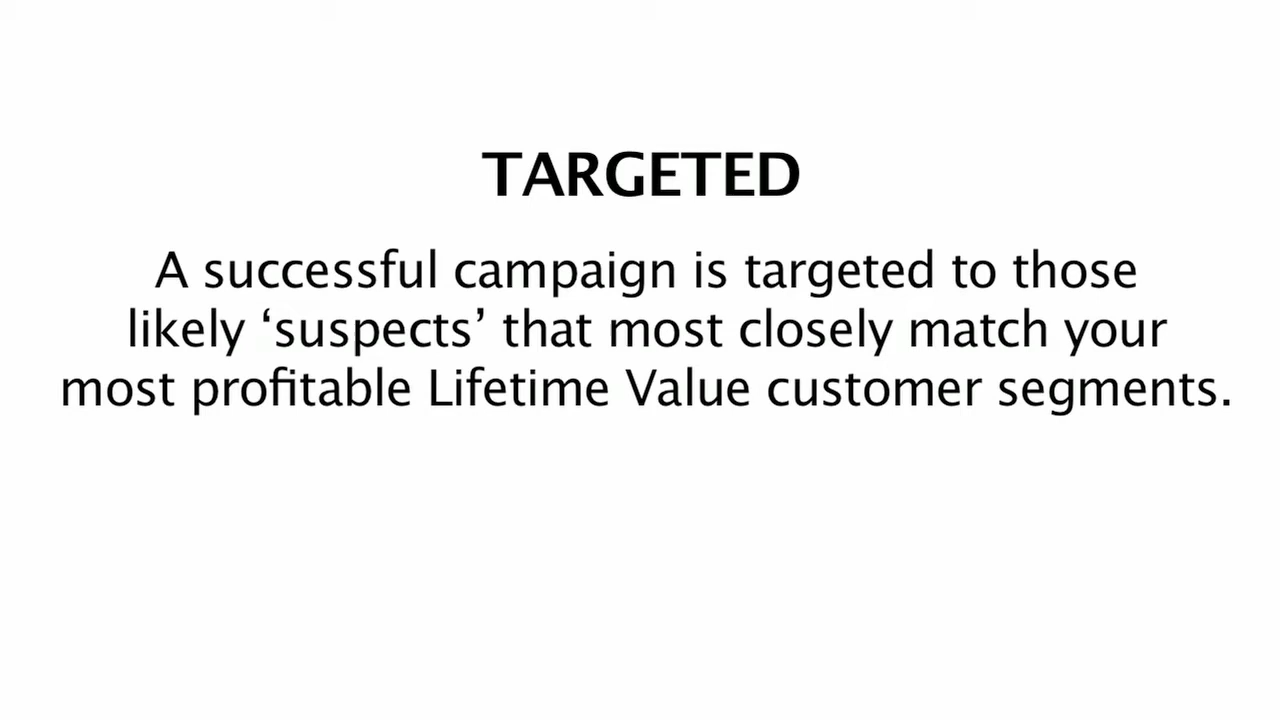 TARGETED
A successful campaign is targeted to those
likely ‘suspects’ that most closely match your
most profitable Lifetime Value customer segments.